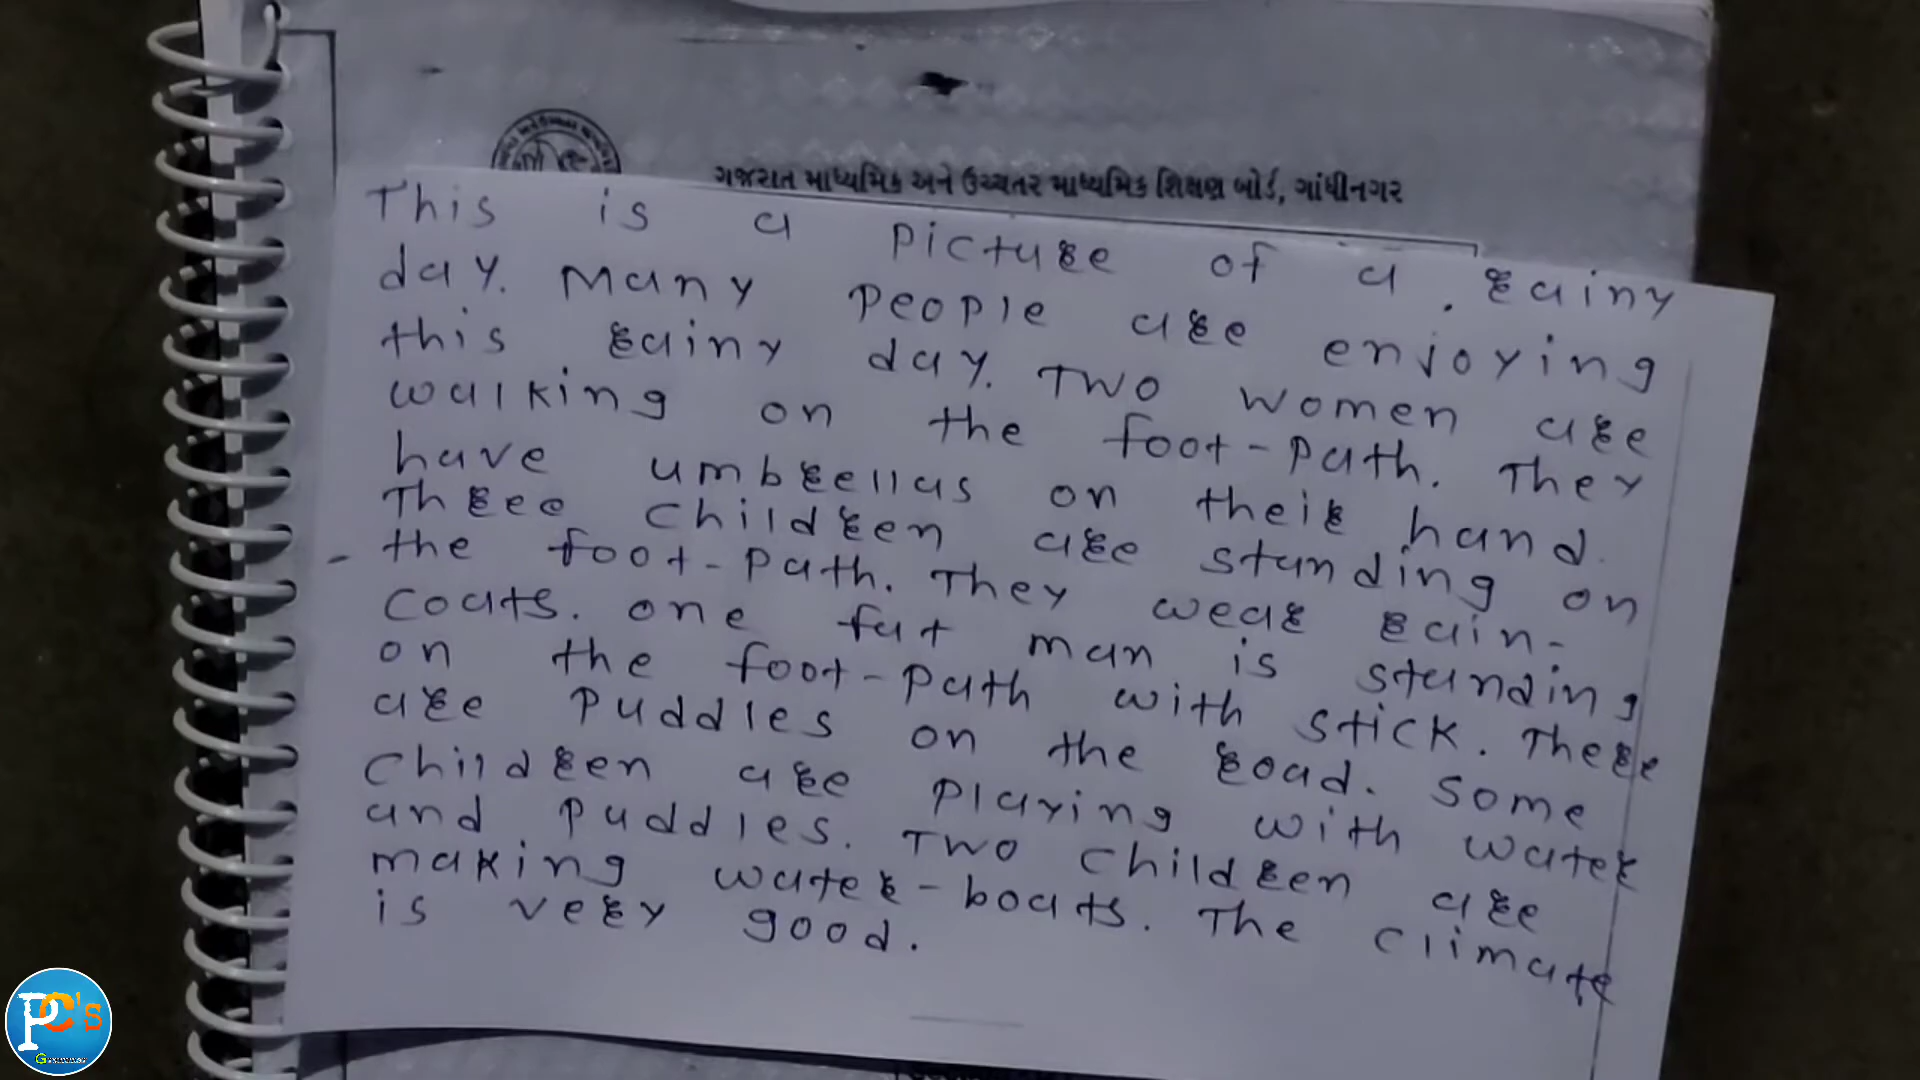 ગુજરાત માધ્યમિક અને ઉચ્ચતર માધ્યમિક શિક્ષણ બોર્ડ, ગાંધીનગર
This is a picture of a rainy
day. Many people are enjoying
this rainy day. Two women are
walking on the foot-path. They
have umbrellas on their hand.
Three children are standing on
the foot-path. They wear rain-
coats. one fat man is standing
on the foot-path with stick. There
are puddles on the road. Some
children are playing with water
and puddles. Two children are
making water-boats. The climate
is very good.
PC's